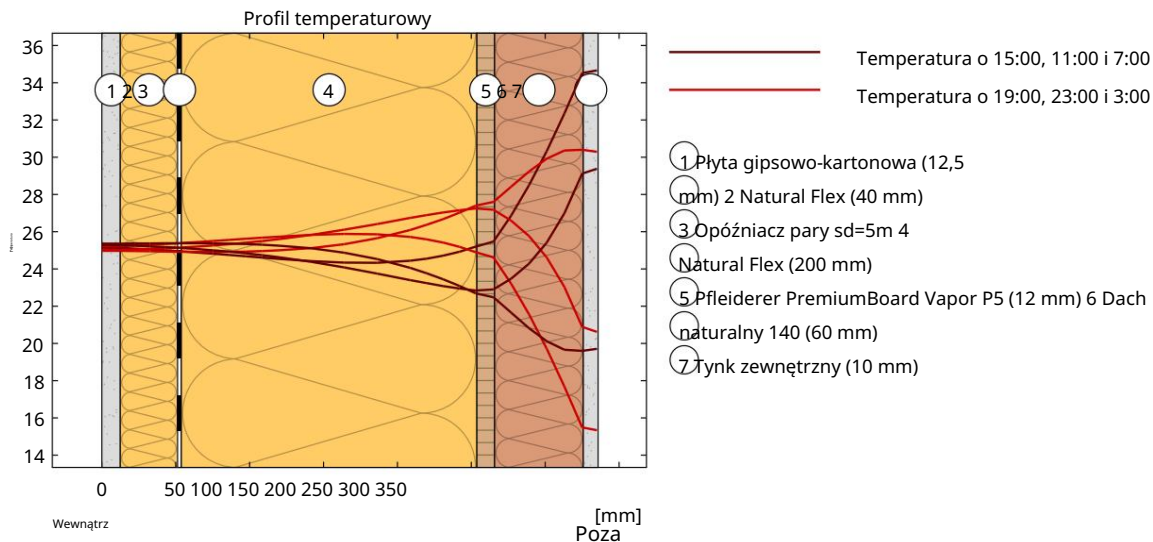 Profil temperaturowy
36
34
32
30
28
26
24
22
20
18
16
14
1 2 3 4 5 6 7
0 50 100 150 200 250 300 350
[mm]
Wewnątrz
Poza
Temperatura o 15:00, 11:00 i 7:00
Temperatura o 19:00, 23:00 i 3:00
1 Płyta gipsowo-kartonowa (12,5
mm) 2 Natural Flex (40 mm)
3 Opóźniacz pary sd=5m 4
Natural Flex (200 mm)
5 Pfleiderer PremiumBoard Vapor P5 (12 mm) 6 Dach
naturalny 140 (60 mm)
7 Tynk zewnętrzny (10 mm)